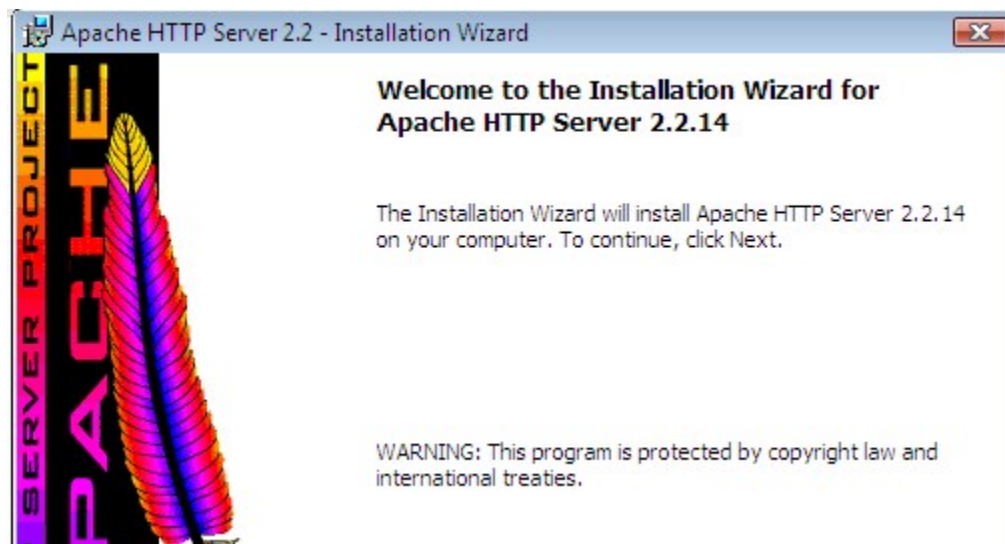 Apache HTTP Server 2.2 - Installation Wizard
SERVER PROJECT
PACHE
Welcome to the Installation Wizard for
Apache HTTP Server 2.2.14
The Installation Wizard will install Apache HTTP Server 2.2.14
on your computer. To continue, click Next.
WARNING: This program is protected by copyright law and
international treaties.